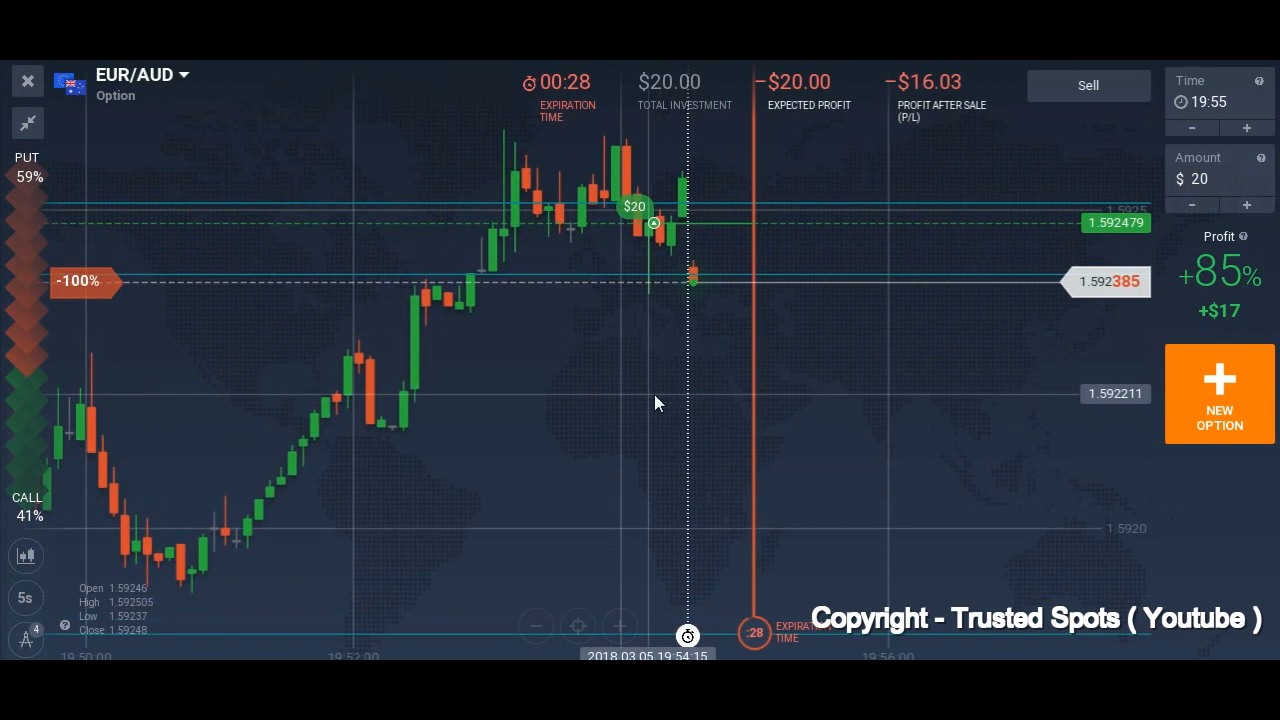 EUR/AUD
Option
00:28
EXPIRATION
TIME
$20.00
TOTAL INVESTMENT
−$20.00
EXPECTED PROFIT
−$16.03
PROFIT AFTER SALE
(P/L)
Sell
Time
19:55
Amount
$ 20
PUT
59%
$20
1.5925
1.592479
Profit
+85%
+$17
-100%
1.592385
1.592211
NEW
OPTION
CALL
41%
1.5920
5s
4
Open 1.59246
High 1.592505
Low 1.59237
Close 1.59248
:28
EXPIRATION
TIME
Copyright - Trusted Spots ( Youtube )
19:50:00
19:52:00
2018.03.05 19:54:15
19:56:00